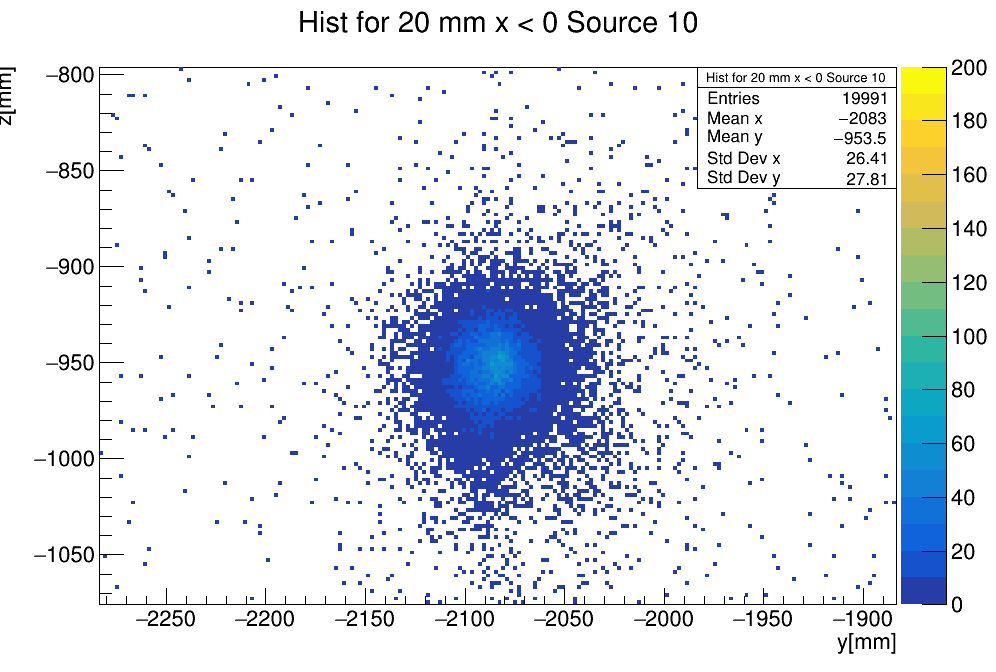 Hist for 20 mm x < 0 Source 10
z[mm]
Hist for 20 mm x < 0 Source 10
Entries 19991
Mean x −2083
Mean y −953.5
Std Dev x 26.41
Std Dev y 27.81
−800
−850
−900
−950
−1000
−1050
−2250 −2200 −2150 −2100 −2050 −2000 −1950 −1900
y[mm]
200
180
160
140
120
100
80
60
40
20
0